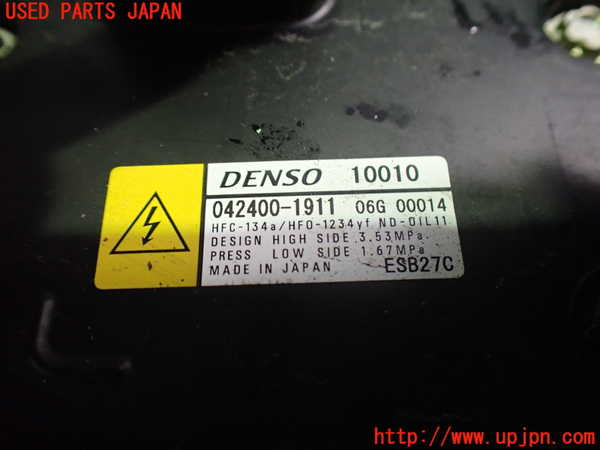 USED PARTS JAPAN
DENSO 10010
042400-1911 06G 00014
HFC-134a/HFO-1234yf ND-OIL11
DESIGN HIGH SIDE 3.53MPa.
PRESS LOW SIDE 1.67MPa
MADE IN JAPAN ESB27C
http://www.upjpn.com/